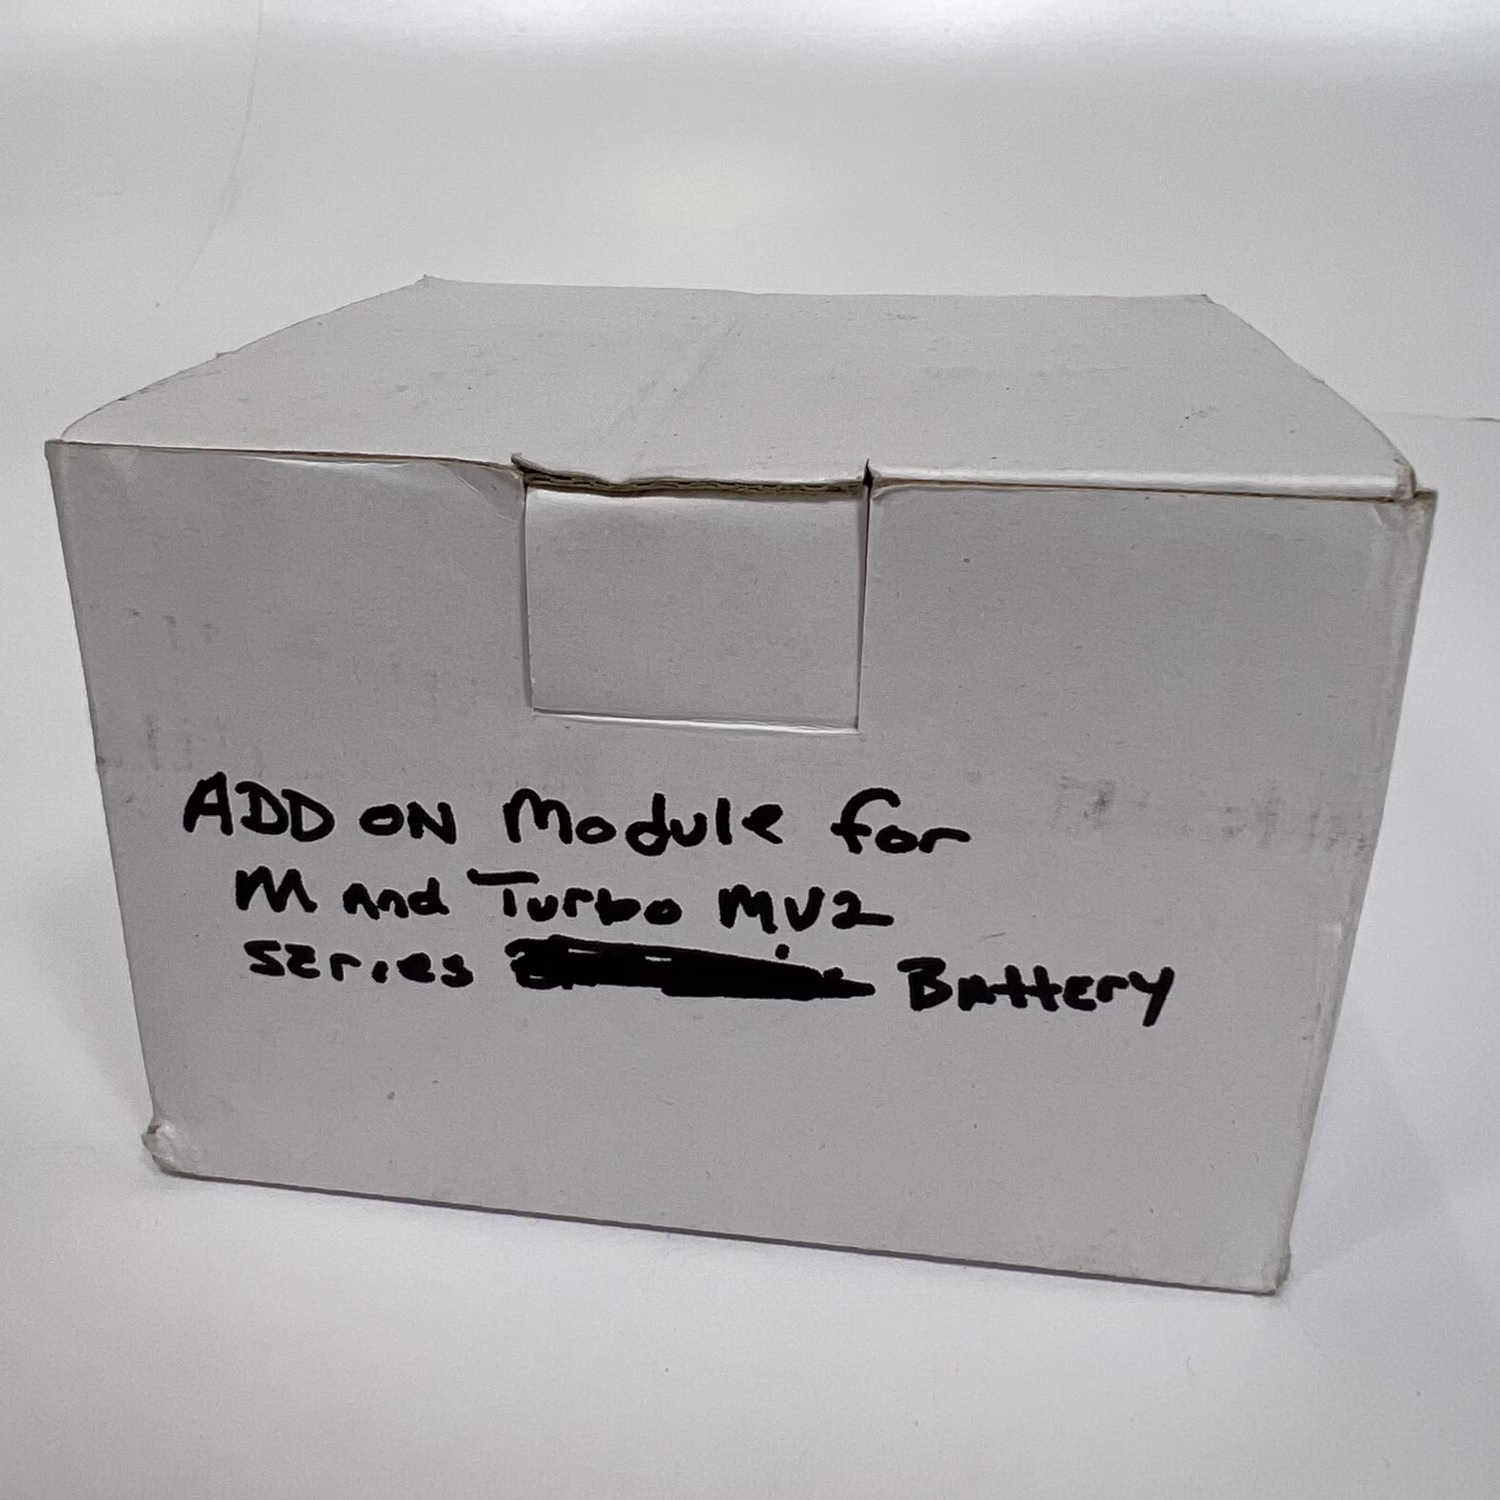 ADD ON Module for
M And Turbo MV2
series Battery